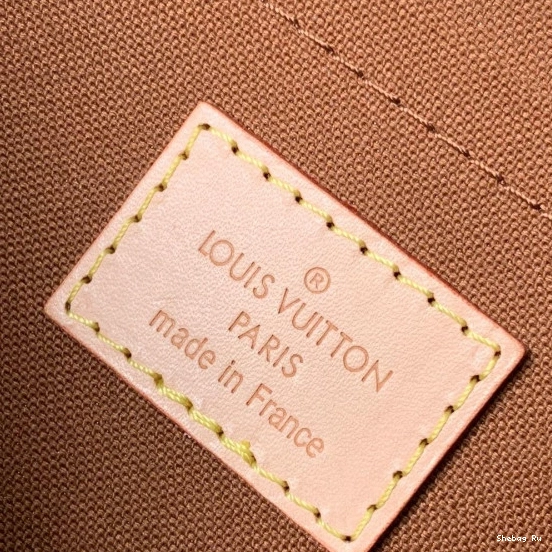 ®
LOUIS VUITTON
PARIS
made in France
Shebag Ru